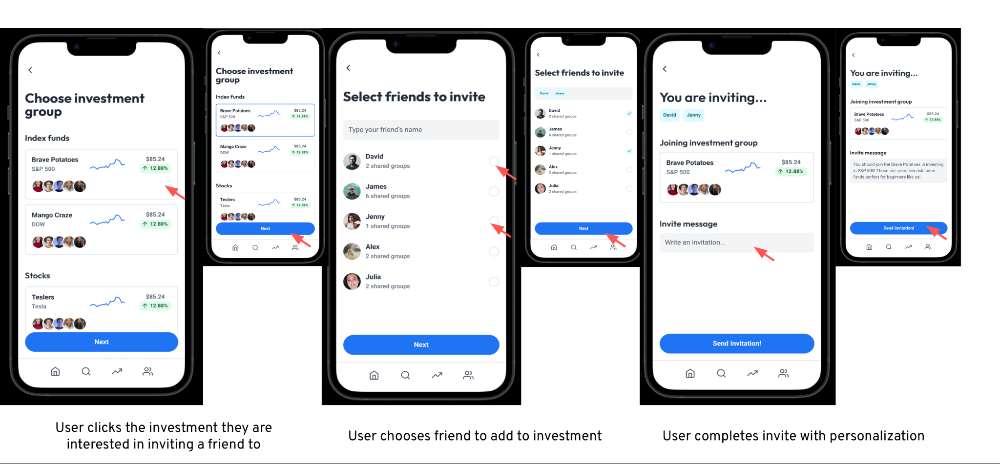 Choose investment
group
Index funds
Brave Potatoes
S&P 500
$85.24
↑ 12.88%
Mango Craze
DOW
$85.24
↑ 12.88%
Stocks
Teslers
Tesla
$85.24
↑ 12.88%
Next
Choose investment
group
Index funds
Brave Potatoes
S&P 500
$85.24
↑ 12.88%
Mango Craze
DOW
$85.24
↑ 12.88%
Stocks
Teslers
Tesla
$85.24
↑ 12.88%
Next
User clicks the investment they are
interested in inviting a friend to
Select friends to invite
Type your friend's name
David
2 shared groups
James
6 shared groups
Jenny
1 shared groups
Alex
2 shared groups
Julia
2 shared groups
Next
Select friends to invite
David Jenny
David
2 shared groups
James
6 shared groups
Jenny
1 shared groups
Alex
2 shared groups
Julia
2 shared groups
Next
User chooses friend to add to investment
You are inviting...
David Jenny
Joining investment group
Brave Potatoes
S&P 500
$85.24
↑ 12.88%
Invite message
Write an invitation...
Send invitation!
You are inviting...
David Jenny
Joining investment group
Brave Potatoes
S&P 500
$85.24
↑ 12.88%
Invite message
You should join the Brave Potatoes in investing
in S&P 500! These are some low risk index
funds perfect for beginners like us!
Send invitation!
User completes invite with personalization